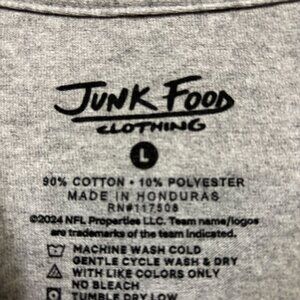 JUNK FOOD
CLOTHING
L
90% COTTON • 10% POLYESTER
MADE IN HONDURAS
RN#117508
©2024 NFL Properties LLC. Team name/logos
are trademarks of the team indicated.
MACHINE WASH COLD
GENTLE CYCLE WASH & DRY
WITH LIKE COLORS ONLY
NO BLEACH
TUMBLE DRY LOW